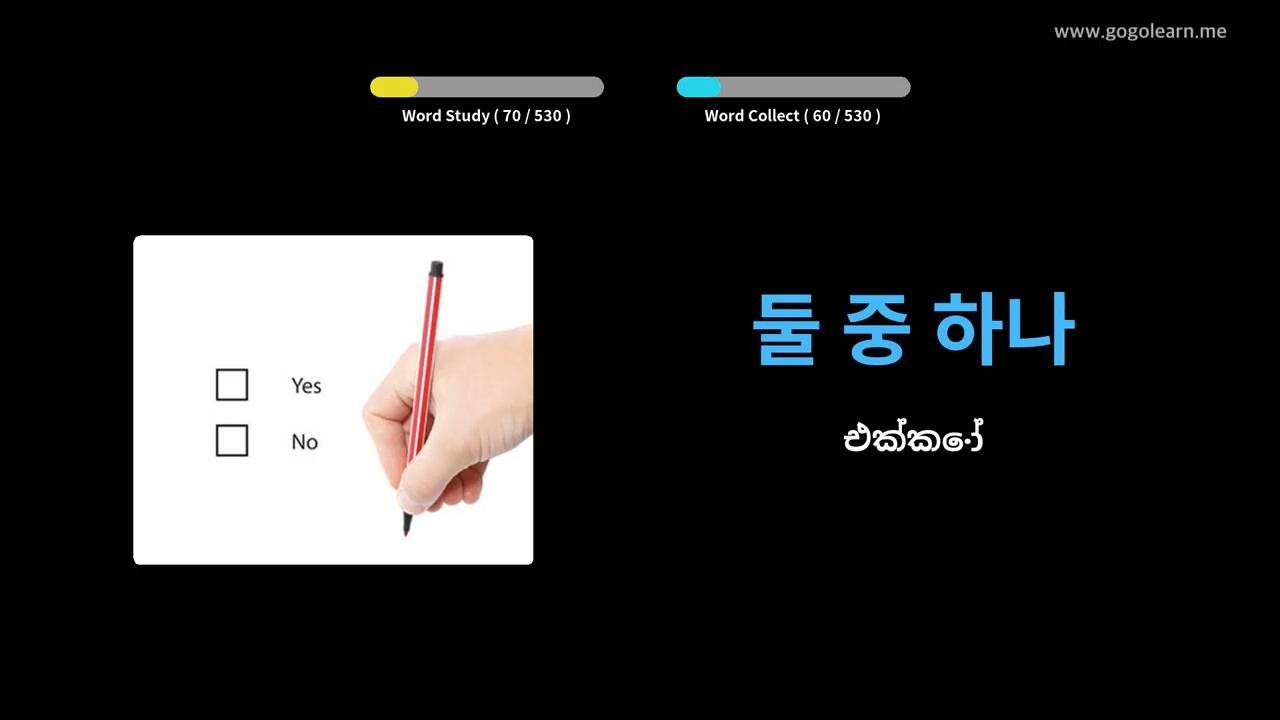 www.gogolearn.me
Word Study ( 70 / 530 )
Word Collect ( 60 / 530 )
Yes
No
둘 중 하나
එක්කෝ